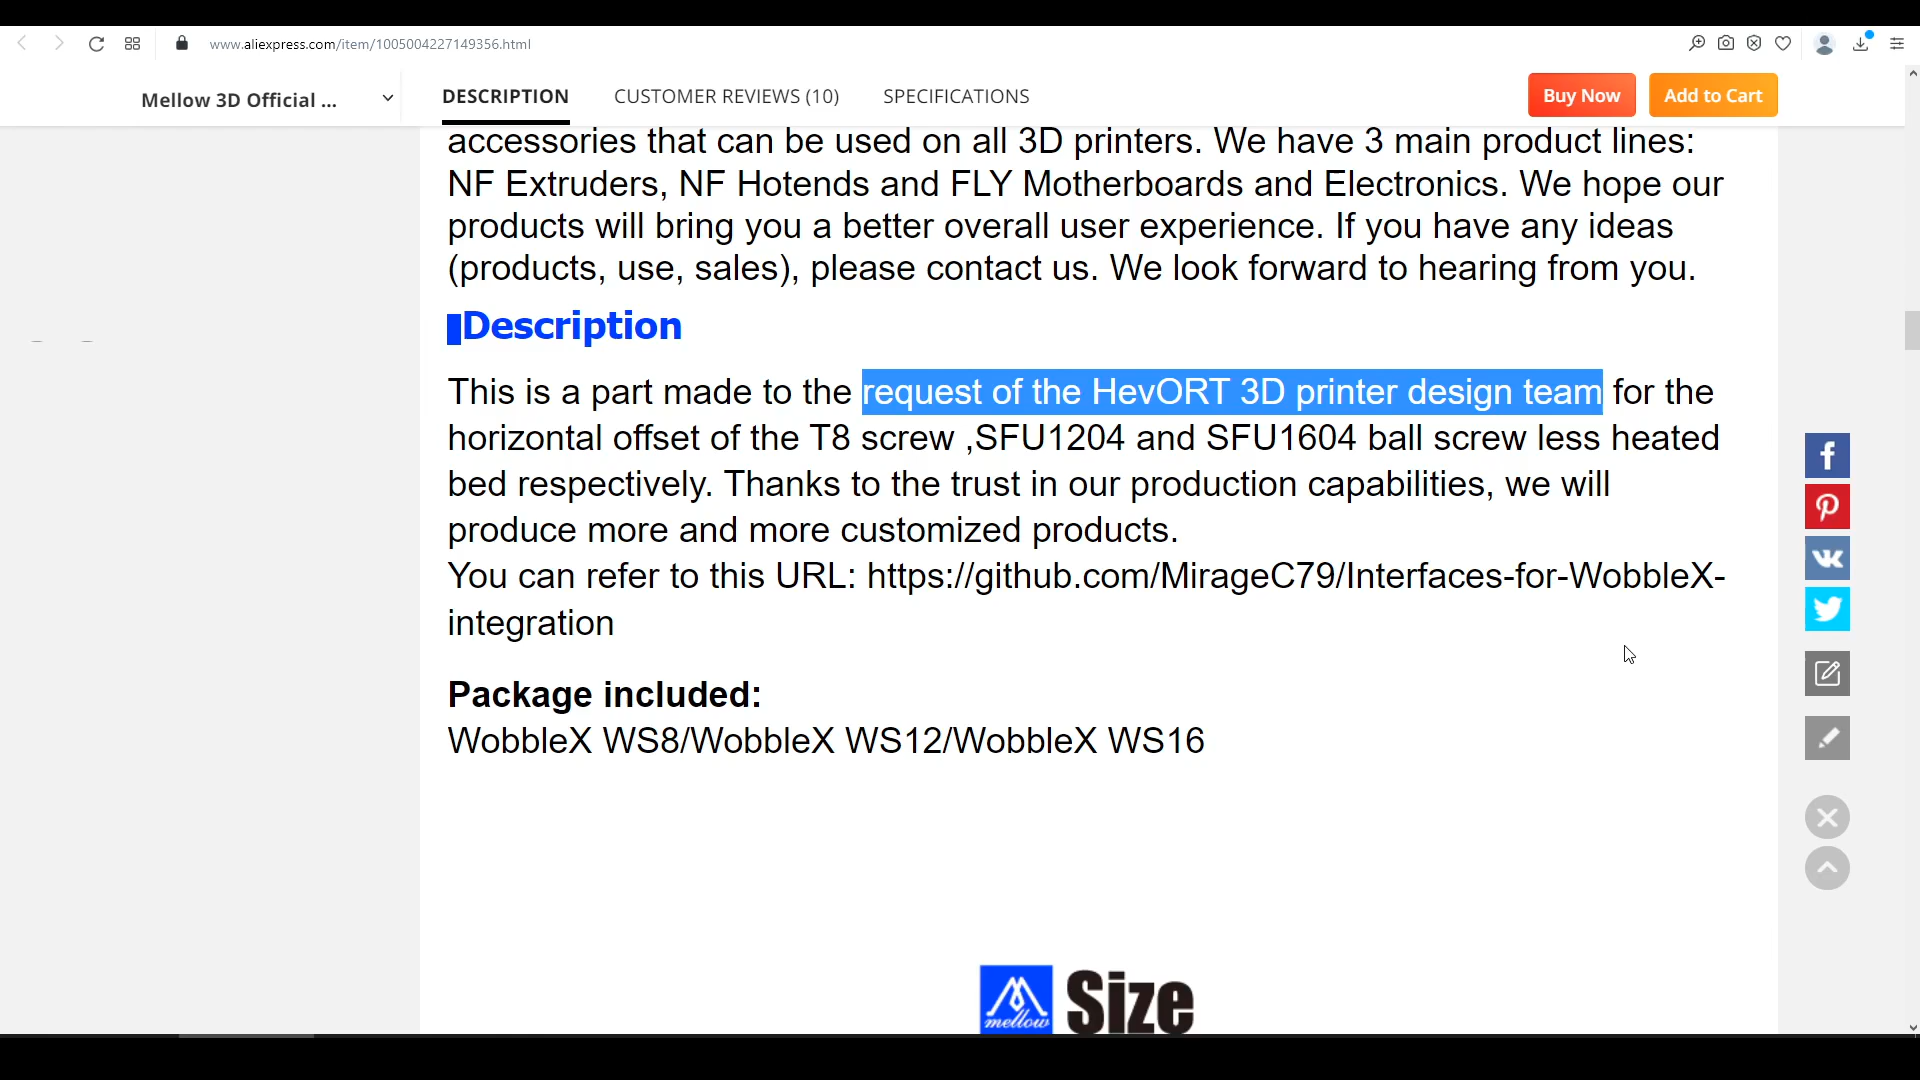 www.aliexpress.com/item/1005004227149356.html
Mellow 3D Official ...
DESCRIPTION
CUSTOMER REVIEWS (10)
SPECIFICATIONS
Buy Now
Add to Cart
accessories that can be used on all 3D printers. We have 3 main product lines:
NF Extruders, NF Hotends and FLY Motherboards and Electronics. We hope our
products will bring you a better overall user experience. If you have any ideas
(products, use, sales), please contact us. We look forward to hearing from you.
Description
This is a part made to the request of the HevORT 3D printer design team for the
horizontal offset of the T8 screw ,SFU1204 and SFU1604 ball screw less heated
bed respectively. Thanks to the trust in our production capabilities, we will
produce more and more customized products.
You can refer to this URL: https://github.com/MirageC79/Interfaces-for-WobbleX-
integration
Package included:
WobbleX WS8/WobbleX WS12/WobbleX WS16
mellow
Size